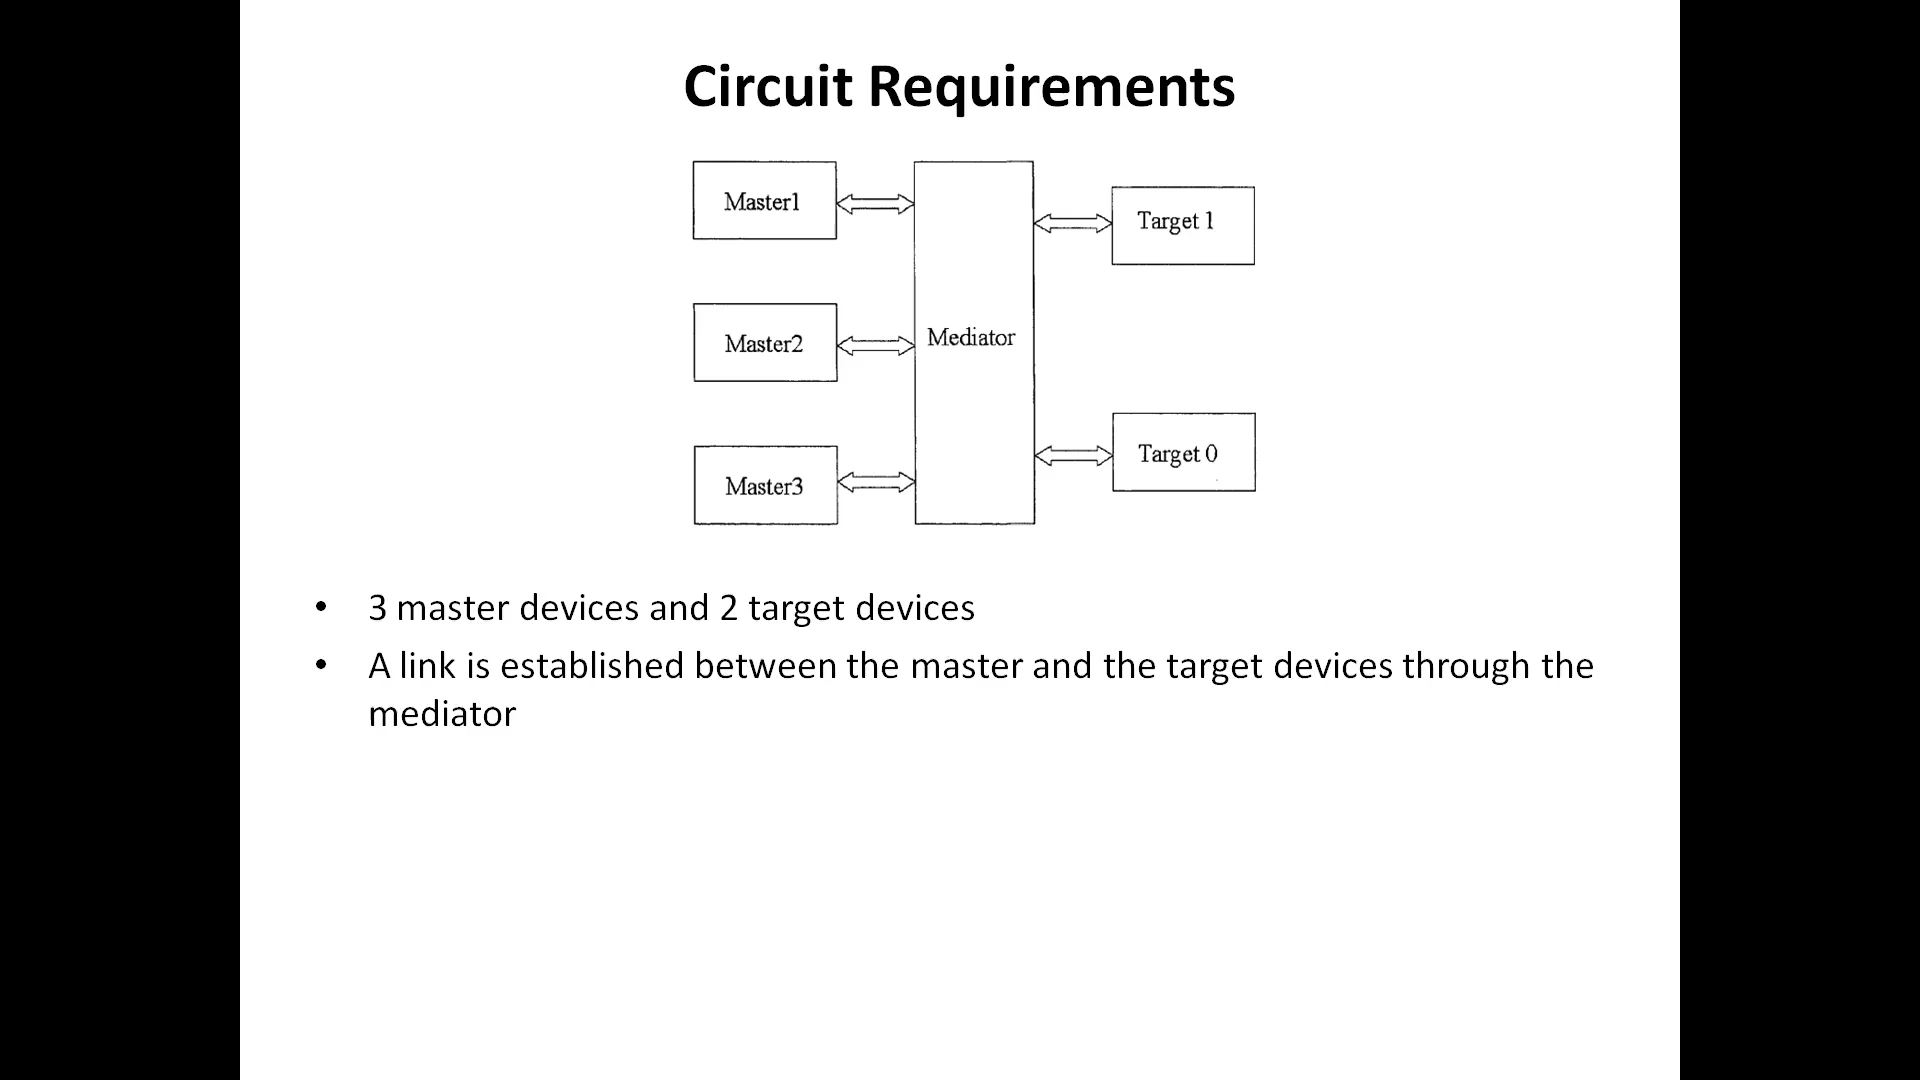 Circuit Requirements
Master1
Target 1
Master2
Mediator
Target 0
Master3
• 3 master devices and 2 target devices
• A link is established between the master and the target devices through the
mediator